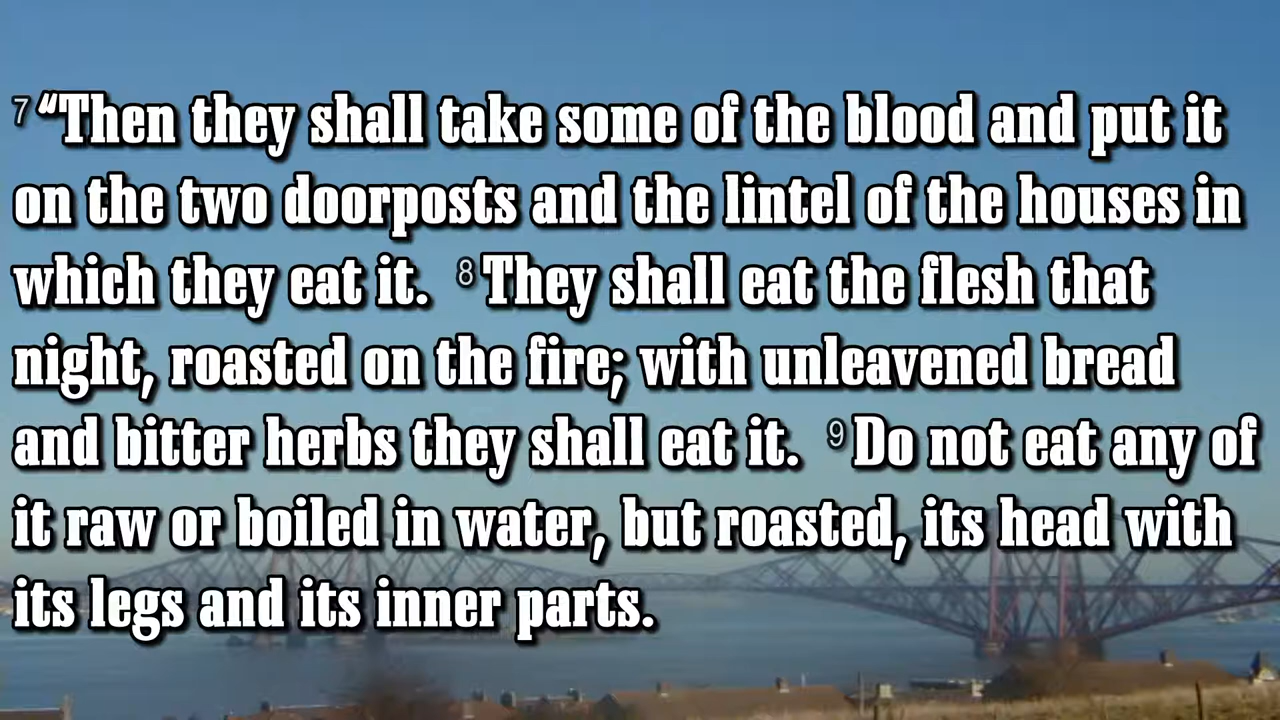 7 “Then they shall take some of the blood and put it
on the two doorposts and the lintel of the houses in
which they eat it. 8 They shall eat the flesh that
night, roasted on the fire; with unleavened bread
and bitter herbs they shall eat it. 9 Do not eat any of
it raw or boiled in water, but roasted, its head with
its legs and its inner parts.